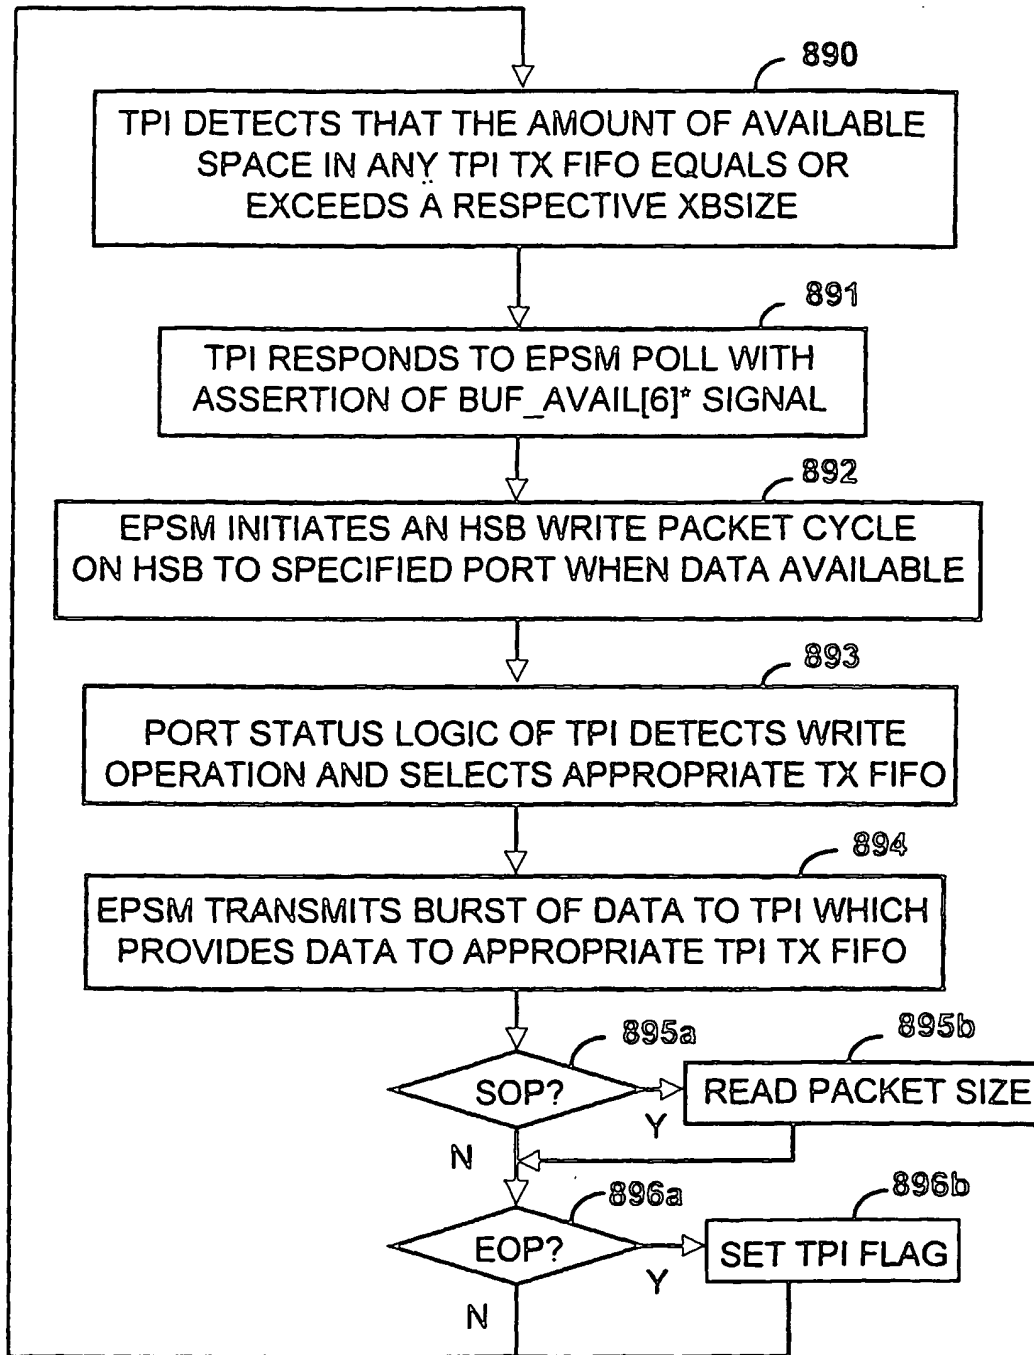 890
TPI DETECTS THAT THE AMOUNT OF AVAILABLE
SPACE IN ANY TPI TX FIFO EQUALS OR
EXCEEDS A RESPECTIVE XBSIZE
891
TPI RESPONDS TO EPSM POLL WITH
ASSERTION OF BUF_AVAIL[6]* SIGNAL
892
EPSM INITIATES AN HSB WRITE PACKET CYCLE
ON HSB TO SPECIFIED PORT WHEN DATA AVAILABLE
893
PORT STATUS LOGIC OF TPI DETECTS WRITE
OPERATION AND SELECTS APPROPRIATE TX FIFO
894
EPSM TRANSMITS BURST OF DATA TO TPI WHICH
PROVIDES DATA TO APPROPRIATE TPI TX FIFO
895a
895b
SOP?
Y
READ PACKET SIZE
N
896a
896b
EOP?
Y
SET TPI FLAG
N